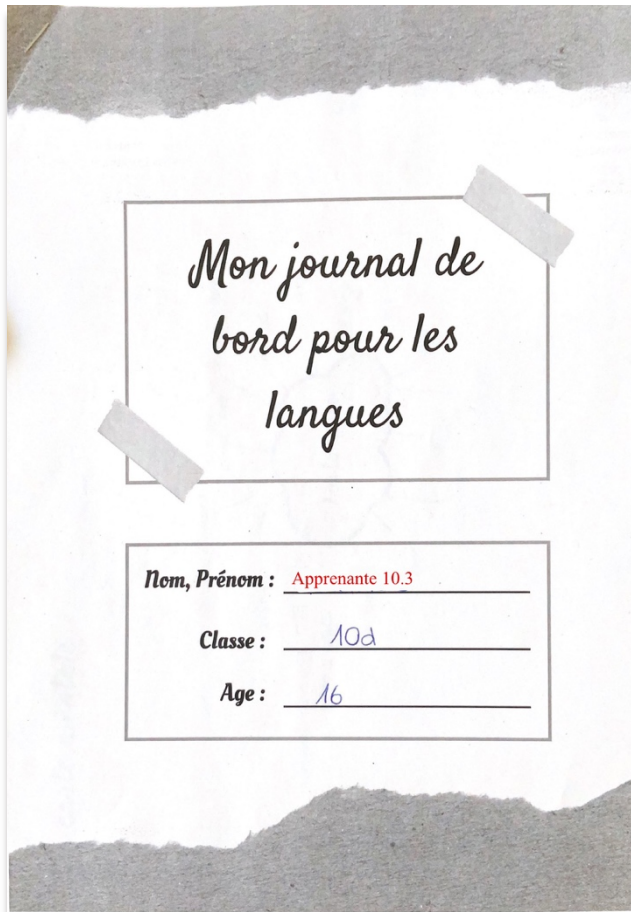 Mon journal de
bord pour les
langues
Nom, Prénom : Apprenante 10.3
Classe : 10d
Age : 16